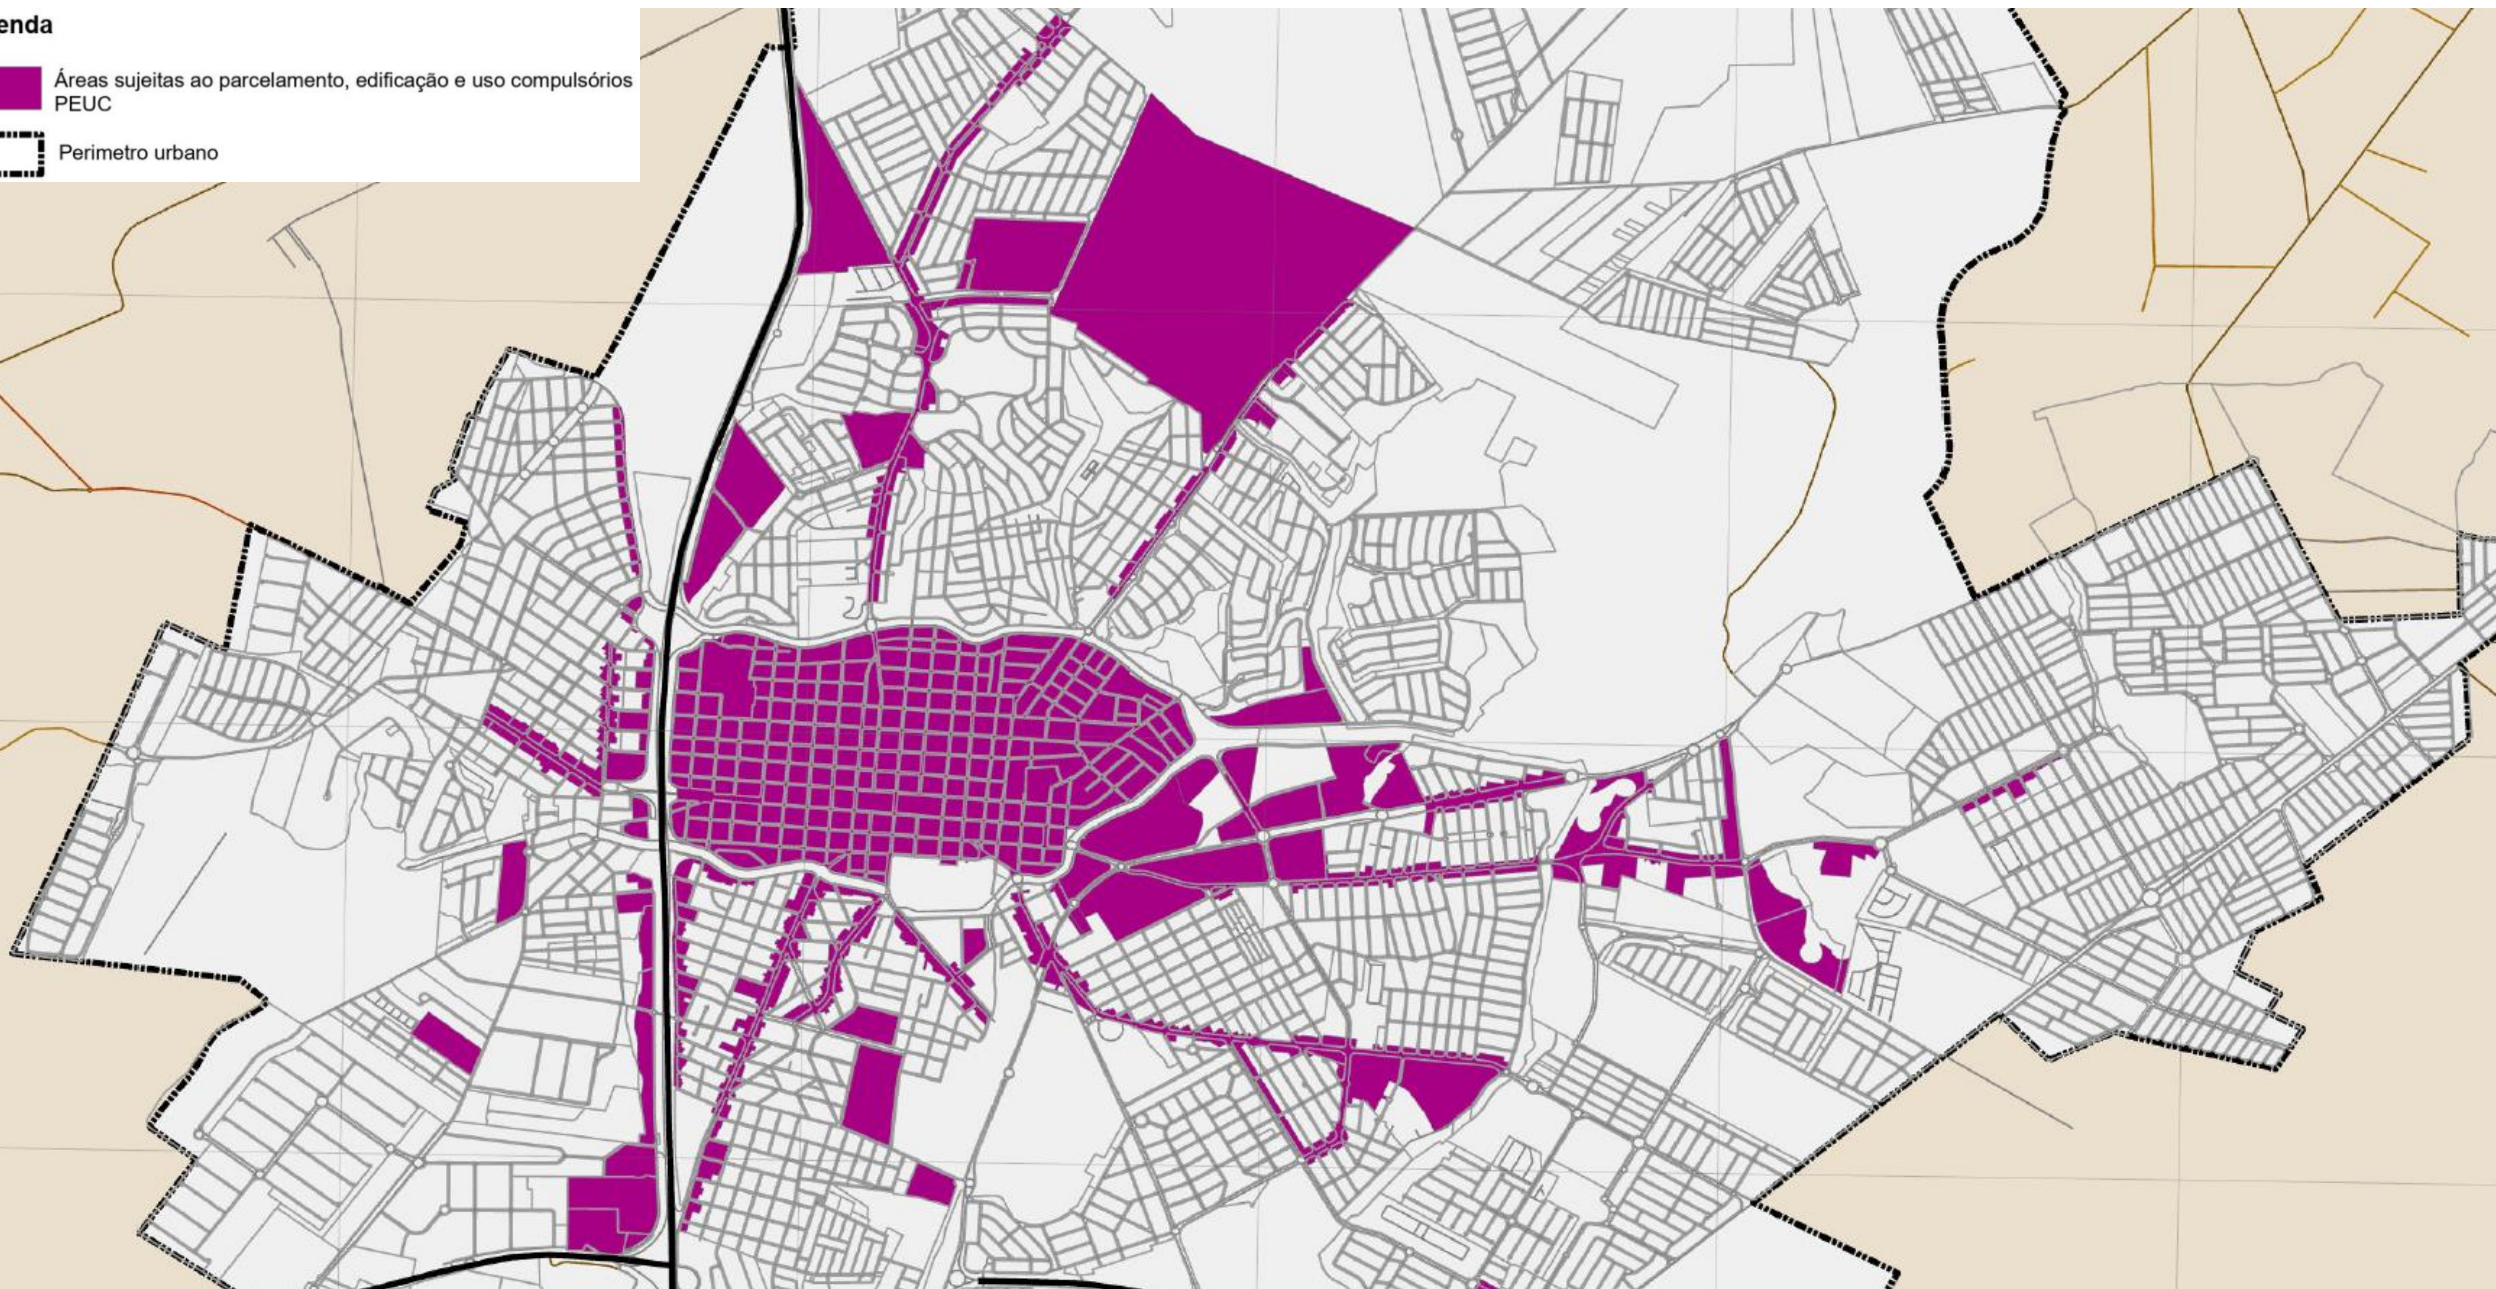 enda
Áreas sujeitas ao parcelamento, edificação e uso compulsórios
PEUC
Perimetro urbano